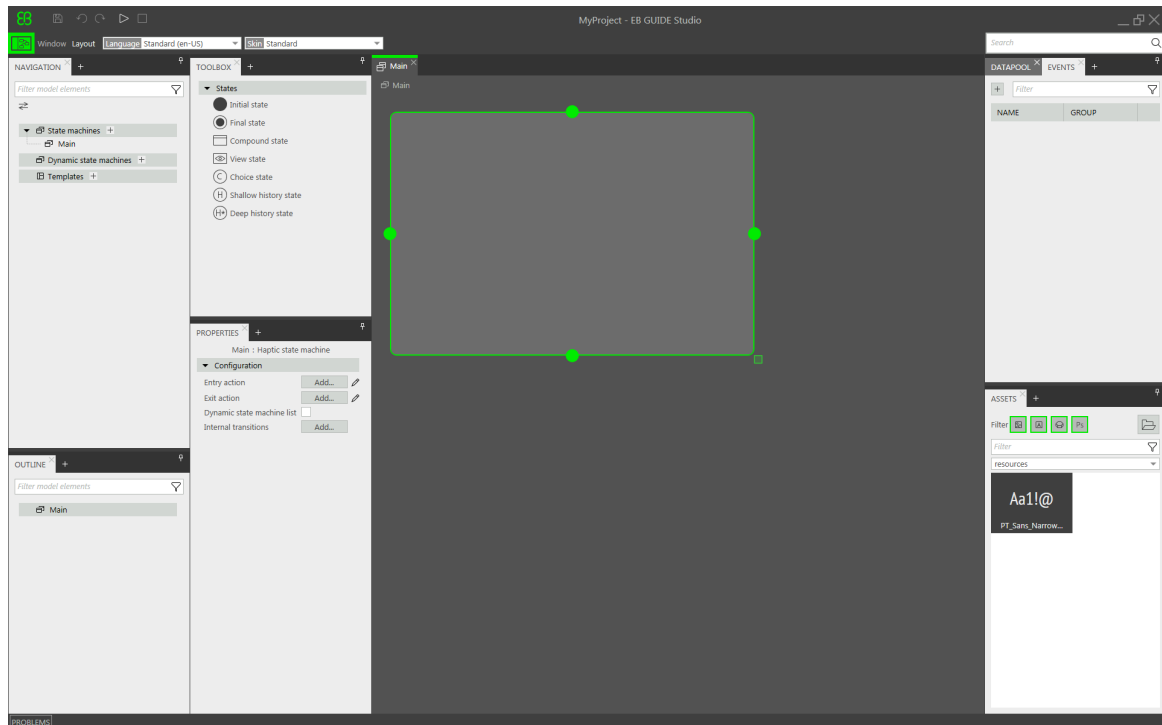 EB
MyProject - EB GUIDE Studio
Window Layout Language Standard (en-US) Skin Standard
Search
NAVIGATION
Filter model elements
State machines
Main
Dynamic state machines
Templates
OUTLINE
Filter model elements
Main
TOOLBOX
States
Initial state
Final state
Compound state
View state
C Choice state
H Shallow history state
H* Deep history state
PROPERTIES
Main : Haptic state machine
Configuration
Entry action Add...
Exit action Add...
Dynamic state machine list
Internal transitions Add...
Main
Main
DATAPOOL EVENTS
Filter
NAME GROUP
ASSETS
Filter A Ps
Filter
resources
Aa1!@
PT_Sans_Narrow...
PROBLEMS